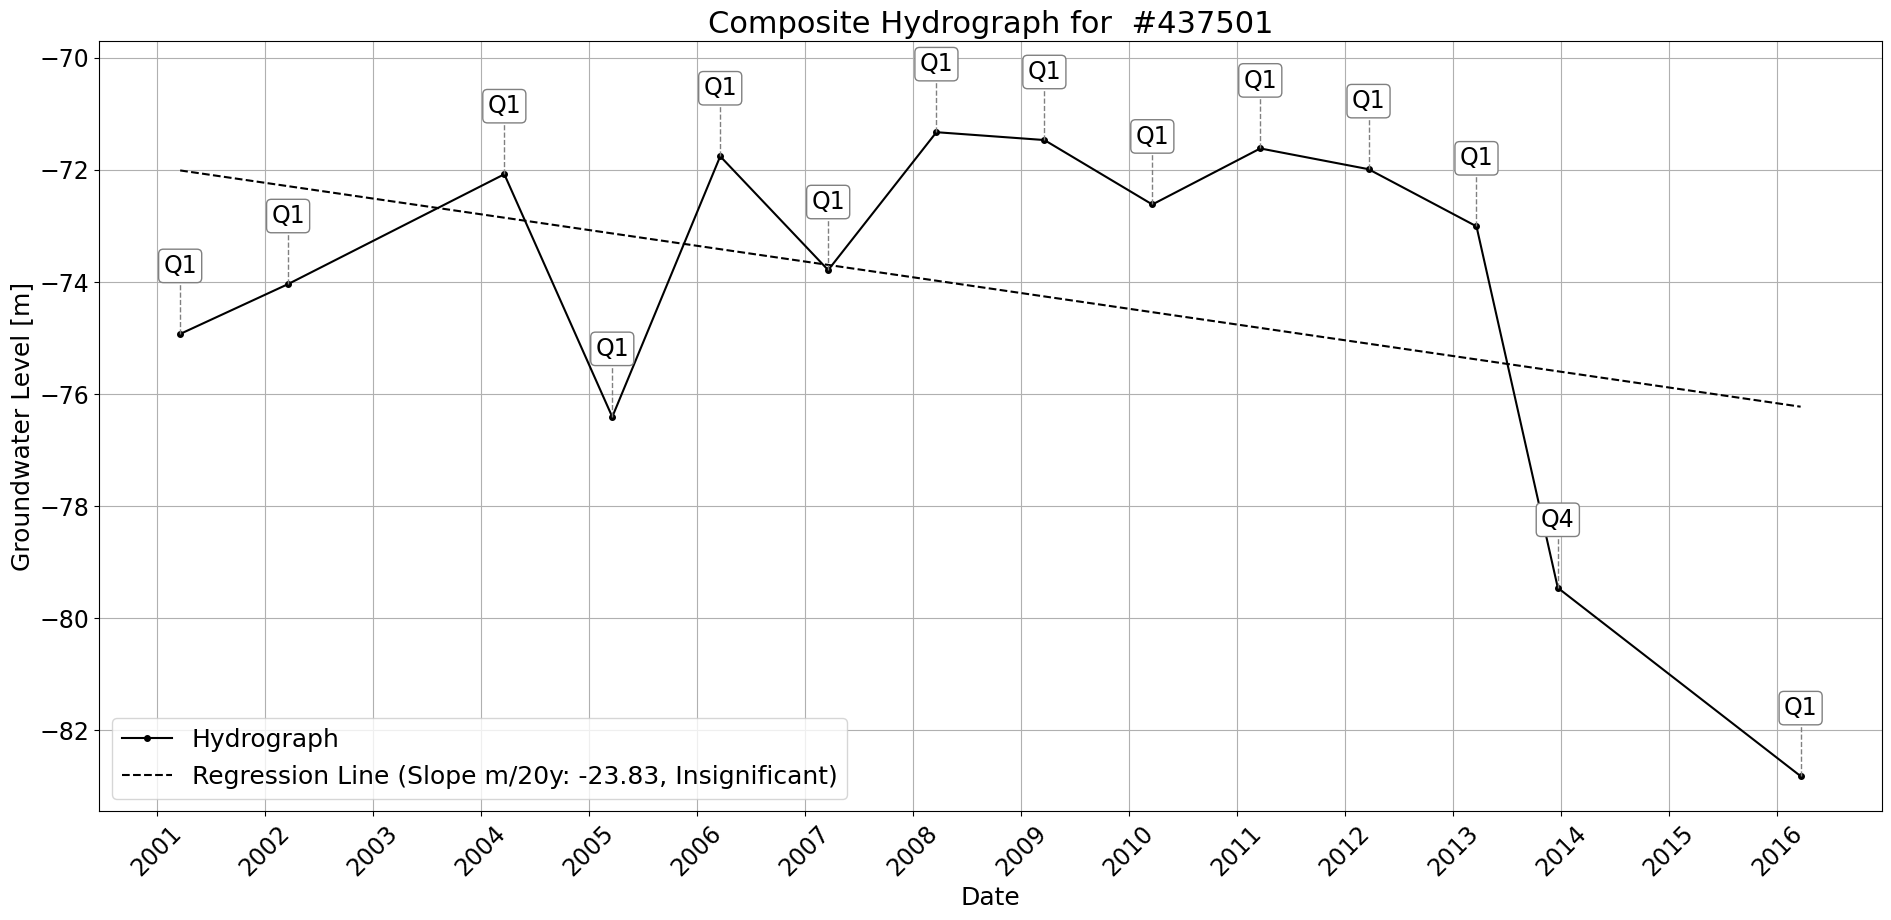 Composite Hydrograph for #437501
Groundwater Level [m]
−70
−72
−74
−76
−78
−80
−82
Q1
Q1
Q1
Q1
Q1
Q1
Q1
Q1
Q1
Q1
Q1
Q1
Q4
Q1
Hydrograph
Regression Line (Slope m/20y: -23.83, Insignificant)
2001
2002
2003
2004
2005
2006
2007
2008
2009
2010
2011
2012
2013
2014
2015
2016
Date